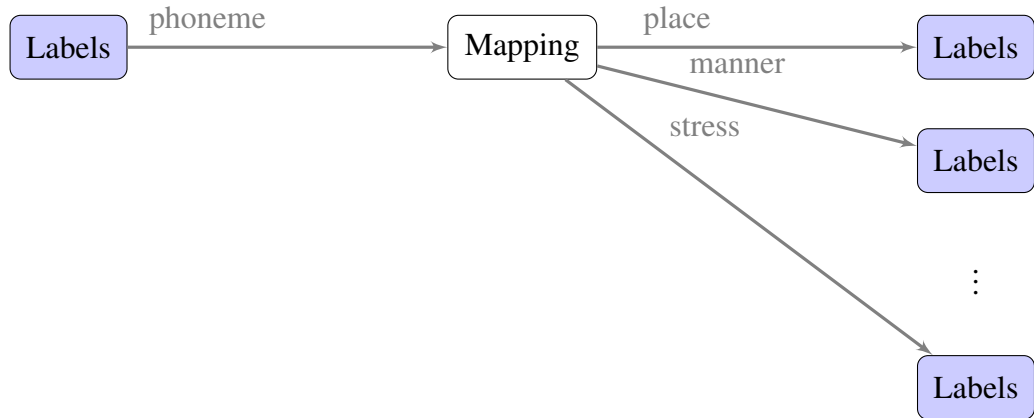 phoneme
place
Labels
Mapping
Labels
manner
stress
Labels
⋮
Labels